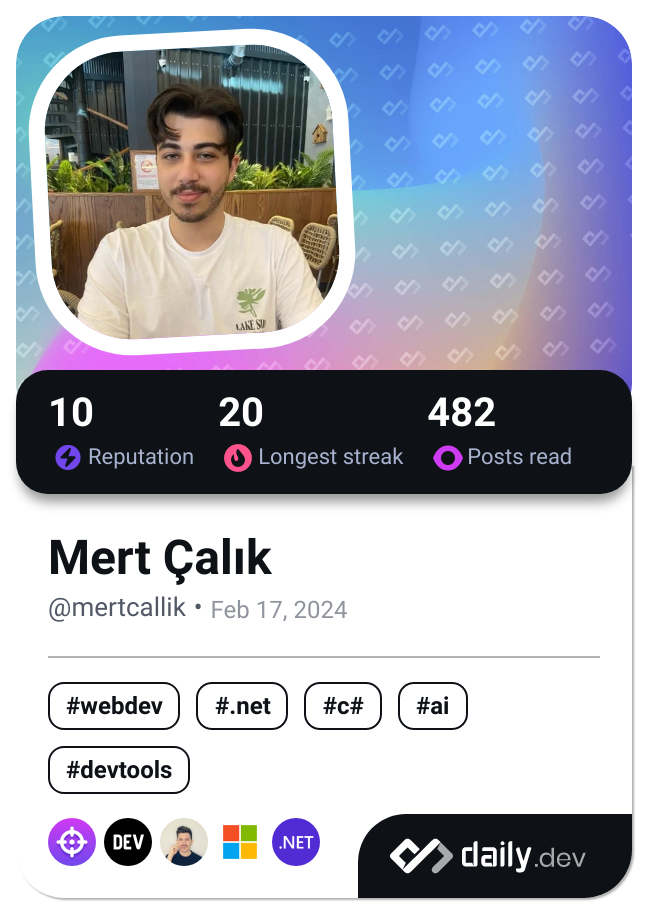 LAKE
10 20 482
Reputation Longest streak Posts read
Mert Çalık
@mertcallik • Feb 17, 2024
#webdev #.net #c# #ai
#devtools
DEV .NET
daily.dev